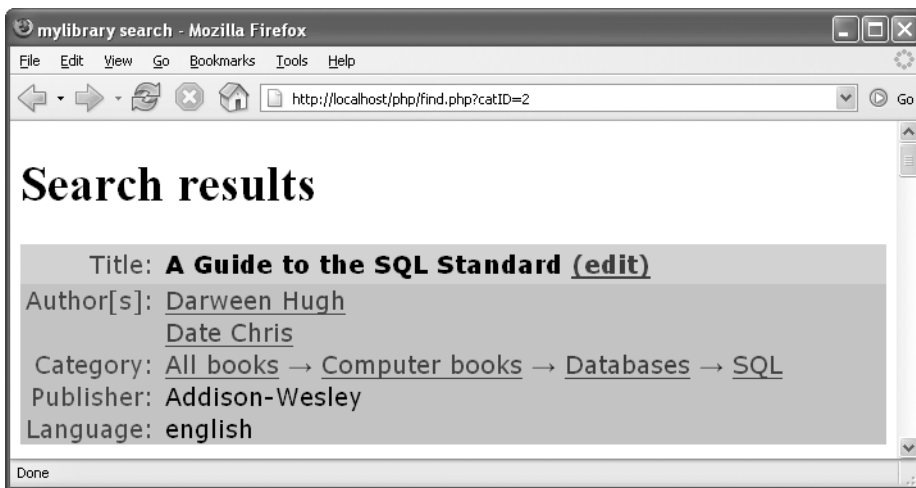 mylibrary search - Mozilla Firefox
File Edit View Go Bookmarks Tools Help
http://localhost/php/find.php?catID=2 Go
Search results
Title: A Guide to the SQL Standard (edit)
Author[s]: Darween Hugh
Date Chris
Category: All books → Computer books → Databases → SQL
Publisher: Addison-Wesley
Language: english
Done